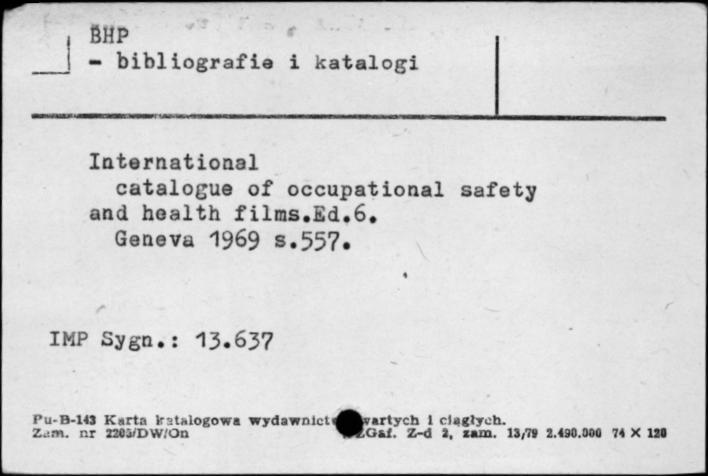 BHP
- bibliografie i katalogi
International
catalogue of occupational safety
and health films.Ed.6.
Geneva 1969 s.557.
IMP Sygn.: 13.637
Pu-B-143 Karta katalogowa wydawnict wartych i ciągłych.
Zam. nr 2205/DW/On ZGaf. Z-d 2, zam. 13/79 2.490.000 74 X 120